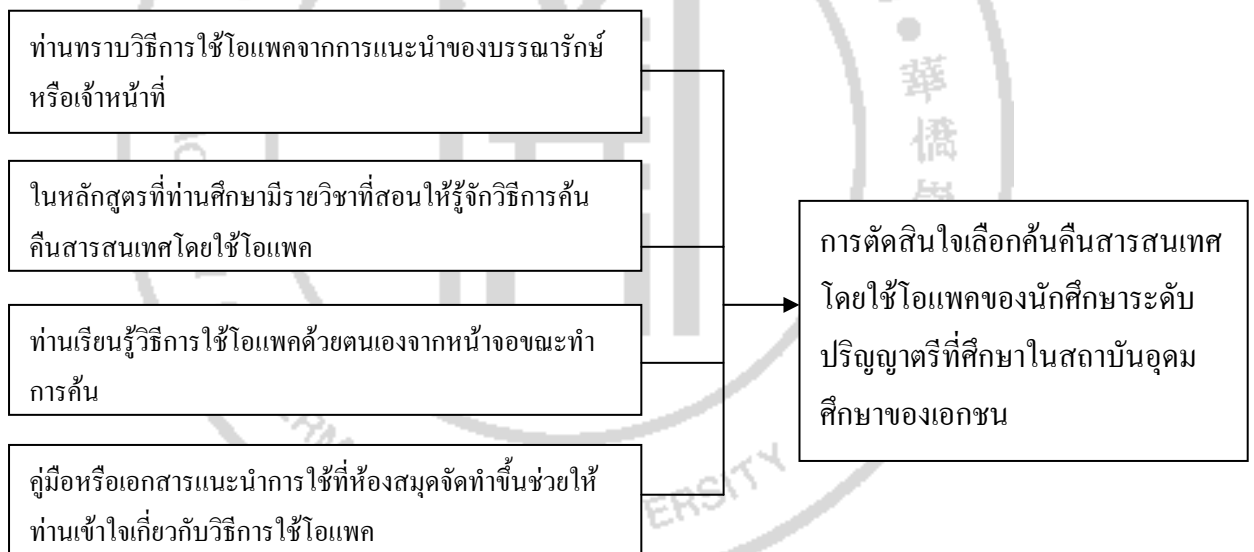 ท่านทราบวิธีการใช้โอแพคจากการแนะนำของบรรณารักษ์
หรือเจ้าหน้าที่
ในหลักสูตรที่ท่านศึกษามีรายวิชาที่สอนให้รู้จักวิธีการค้น
คืนสารสนเทศโดยใช้โอแพค
ท่านเรียนรู้วิธีการใช้โอแพคด้วยตนเองจากหน้าจอขณะทำ
การค้น
คู่มือหรือเอกสารแนะนำการใช้ที่ห้องสมุดจัดทำขึ้นช่วยให้
ท่านเข้าใจเกี่ยวกับวิธีการใช้โอแพค
การตัดสินใจเลือกค้นคืนสารสนเทศ
โดยใช้โอแพคของนักศึกษาระดับ
ปริญญาตรีที่ศึกษาในสถาบันอุดม
ศึกษาของเอกชน
華僑
ERSITY